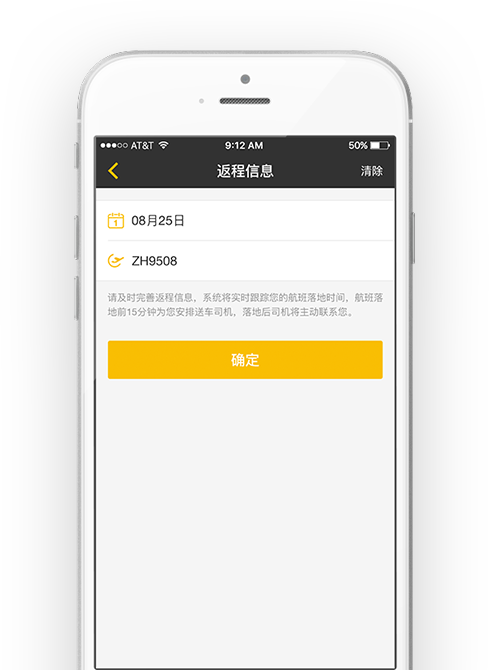 AT&T 9:12 AM 50%
返程信息 清除
1 08月25日
ZH9508
请及时完善返程信息，系统将实时跟踪您的航班落地时间，航班落
地前15分钟为您安排送车司机，落地后司机将主动联系您。
确定